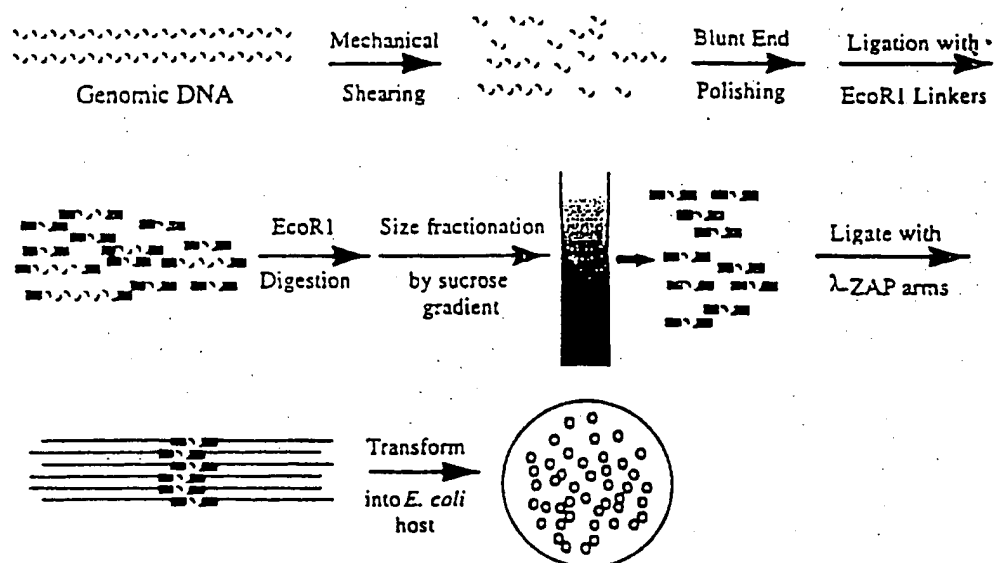 Genomic DNA
Mechanical
Shearing
Blunt End
Polishing
Ligation with
EcoR1 Linkers
EcoR1
Digestion
Size fractionation
by sucrose
gradient
Ligate with
λ-ZAP arms
Transform
into E. coli
host